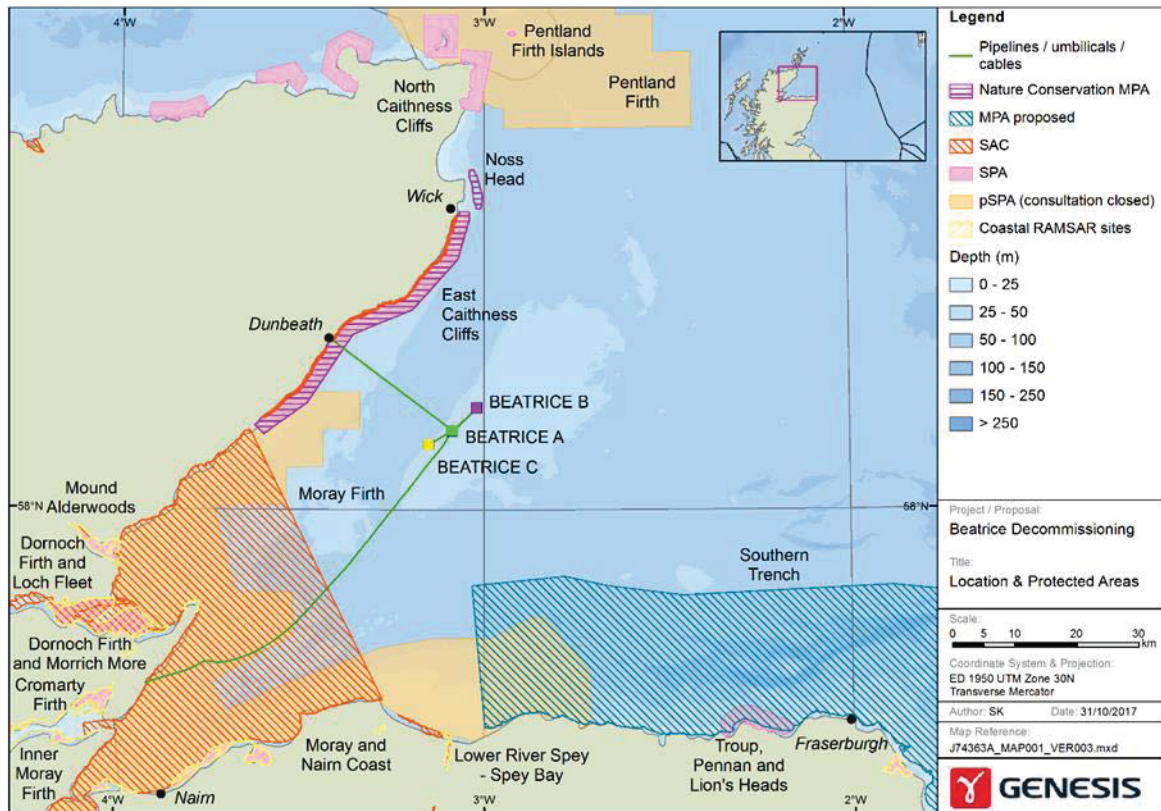 4°W
3°W
2°W
Pentland
Firth Islands
North
Caithness
Cliffs
Pentland
Firth
Noss
Head
Wick
East
Caithness
Cliffs
Dunbeath
BEATRICE B
BEATRICE A
BEATRICE C
Moray Firth
58°N
58°N
Mound
Alderwoods
Dornoch
Firth and
Loch Fleet
Southern
Trench
Dornoch Firth
and Morrich More
Cromarty
Firth
Inner
Moray
Firth
Moray and
Nairn Coast
Lower River Spey
- Spey Bay
Troup,
Pennan and
Lion's Heads
Fraserburgh
Nairn
4°W
3°W
2°W
Legend
Pipelines / umbilicals /
cables
Nature Conservation MPA
MPA proposed
SAC
SPA
pSPA (consultation closed)
Coastal RAMSAR sites
Depth (m)
0 - 25
25 - 50
50 - 100
100 - 150
150 - 250
> 250
Project / Proposal:
Beatrice Decommissioning
Title:
Location & Protected Areas
Scale:
0 5 10 20 30
km
Coordinate System & Projection:
ED 1950 UTM Zone 30N
Transverse Mercator
Author: SK Date: 31/10/2017
Map Reference:
J74363A_MAP001_VER003.mxd
GENESIS